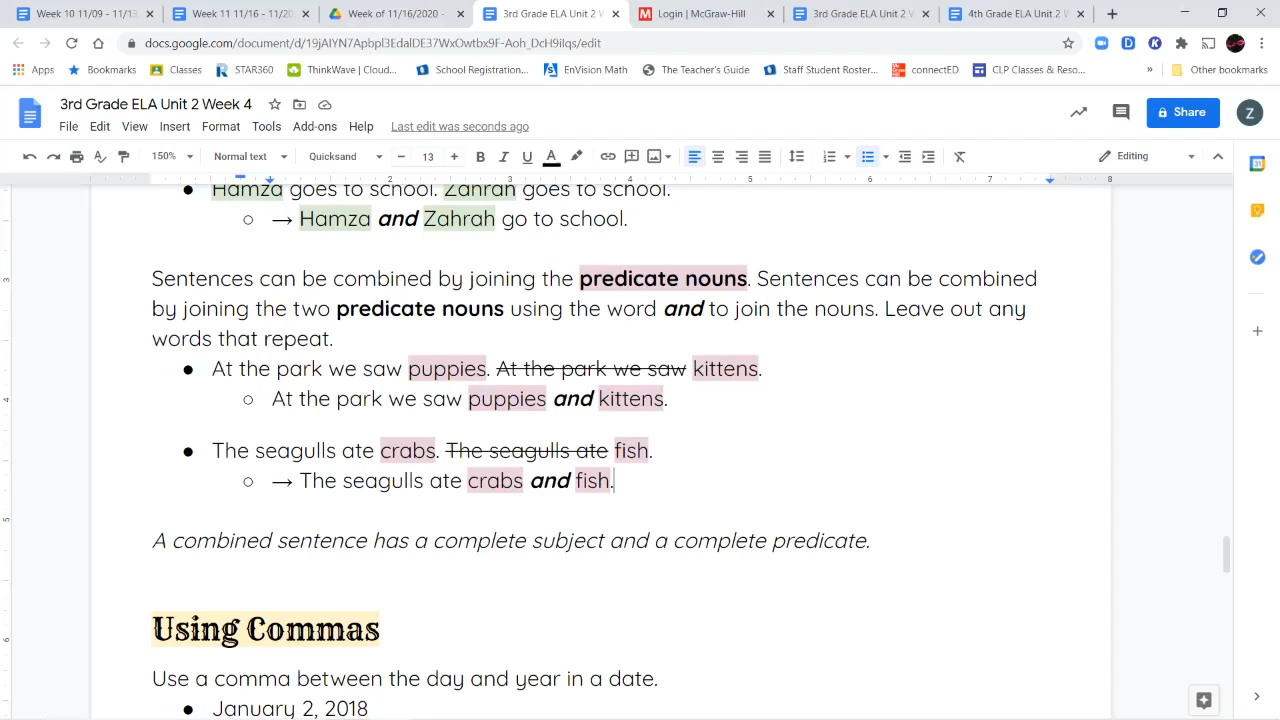 Week 10 11/09 - 11/13
Week 11 11/16 - 11/20
Week of 11/16/2020 -
3rd Grade ELA Unit 2 W
Login | McGraw-Hill
3rd Grade ELA Unit 2 W
4th Grade ELA Unit 2 W
docs.google.com/document/d/19jAIYN7Apbpl3EdalDE37WxOwtbx9F-Aoh_DcH9iIqs/edit
Apps
Bookmarks
Classes
STAR360
ThinkWave | Cloud...
School Registration...
EnVision Math
The Teacher's Guide
Staff Student Roster...
connectED
CLP Classes & Reso...
»
Other bookmarks
3rd Grade ELA Unit 2 Week 4
File Edit View Insert Format Tools Add-ons Help Last edit was seconds ago
Share
Z
150% Normal text Quicksand 13 B I U A Editing
2 3 4 5 6 7 8
Hamza goes to school. Zahrah goes to school.
→ Hamza and Zahrah go to school.
Sentences can be combined by joining the predicate nouns. Sentences can be combined
by joining the two predicate nouns using the word and to join the nouns. Leave out any
words that repeat.
● At the park we saw puppies. At the park we saw kittens.
○ At the park we saw puppies and kittens.
● The seagulls ate crabs. The seagulls ate fish.
○ → The seagulls ate crabs and fish.
A combined sentence has a complete subject and a complete predicate.
Using Commas
Use a comma between the day and year in a date.
● January 2, 2018